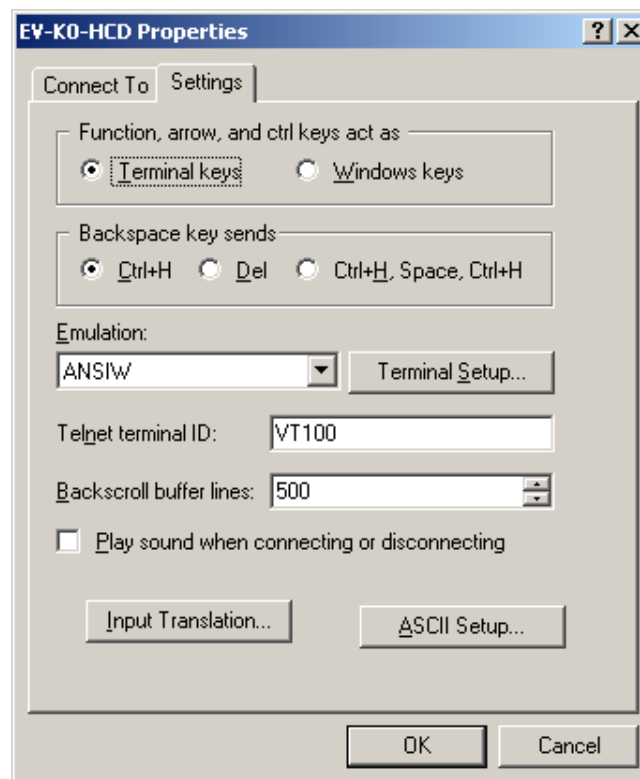 EV-K0-HCD Properties
Connect To Settings
Function, arrow, and ctrl keys act as
Terminal keys Windows keys
Backspace key sends
Ctrl+H Del Ctrl+H, Space, Ctrl+H
Emulation:
ANSIW Terminal Setup...
Telnet terminal ID: VT100
Backscroll buffer lines: 500
Play sound when connecting or disconnecting
Input Translation... ASCII Setup...
OK Cancel